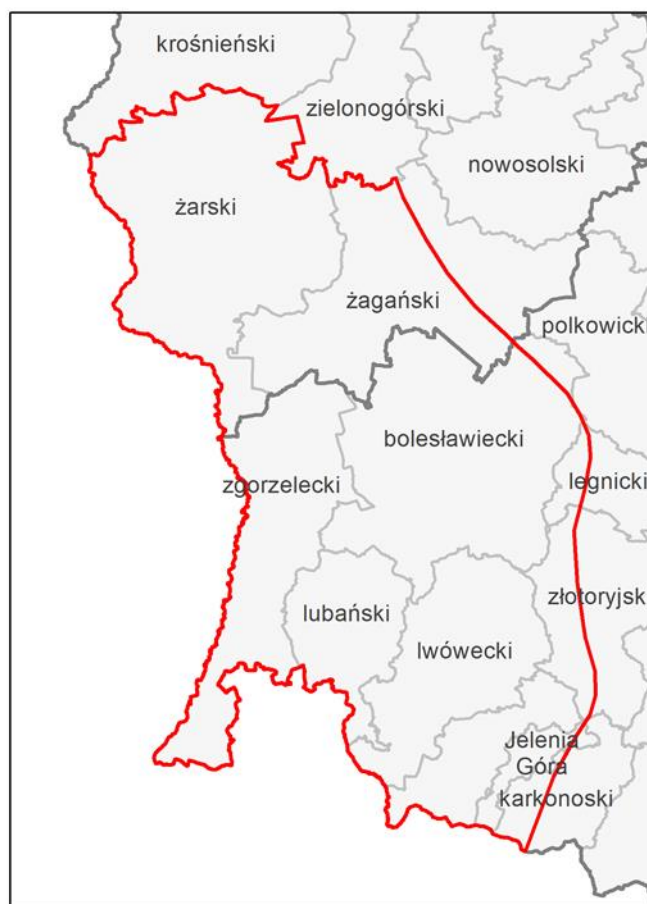 krośnieński
zielonogórski
nowosolski
żarski
żagański
polkowicki
bolesławiecki
legnicki
zgorzelecki
złotoryjsk
lubański
lwówecki
Jelenia
Góra
karkonoski